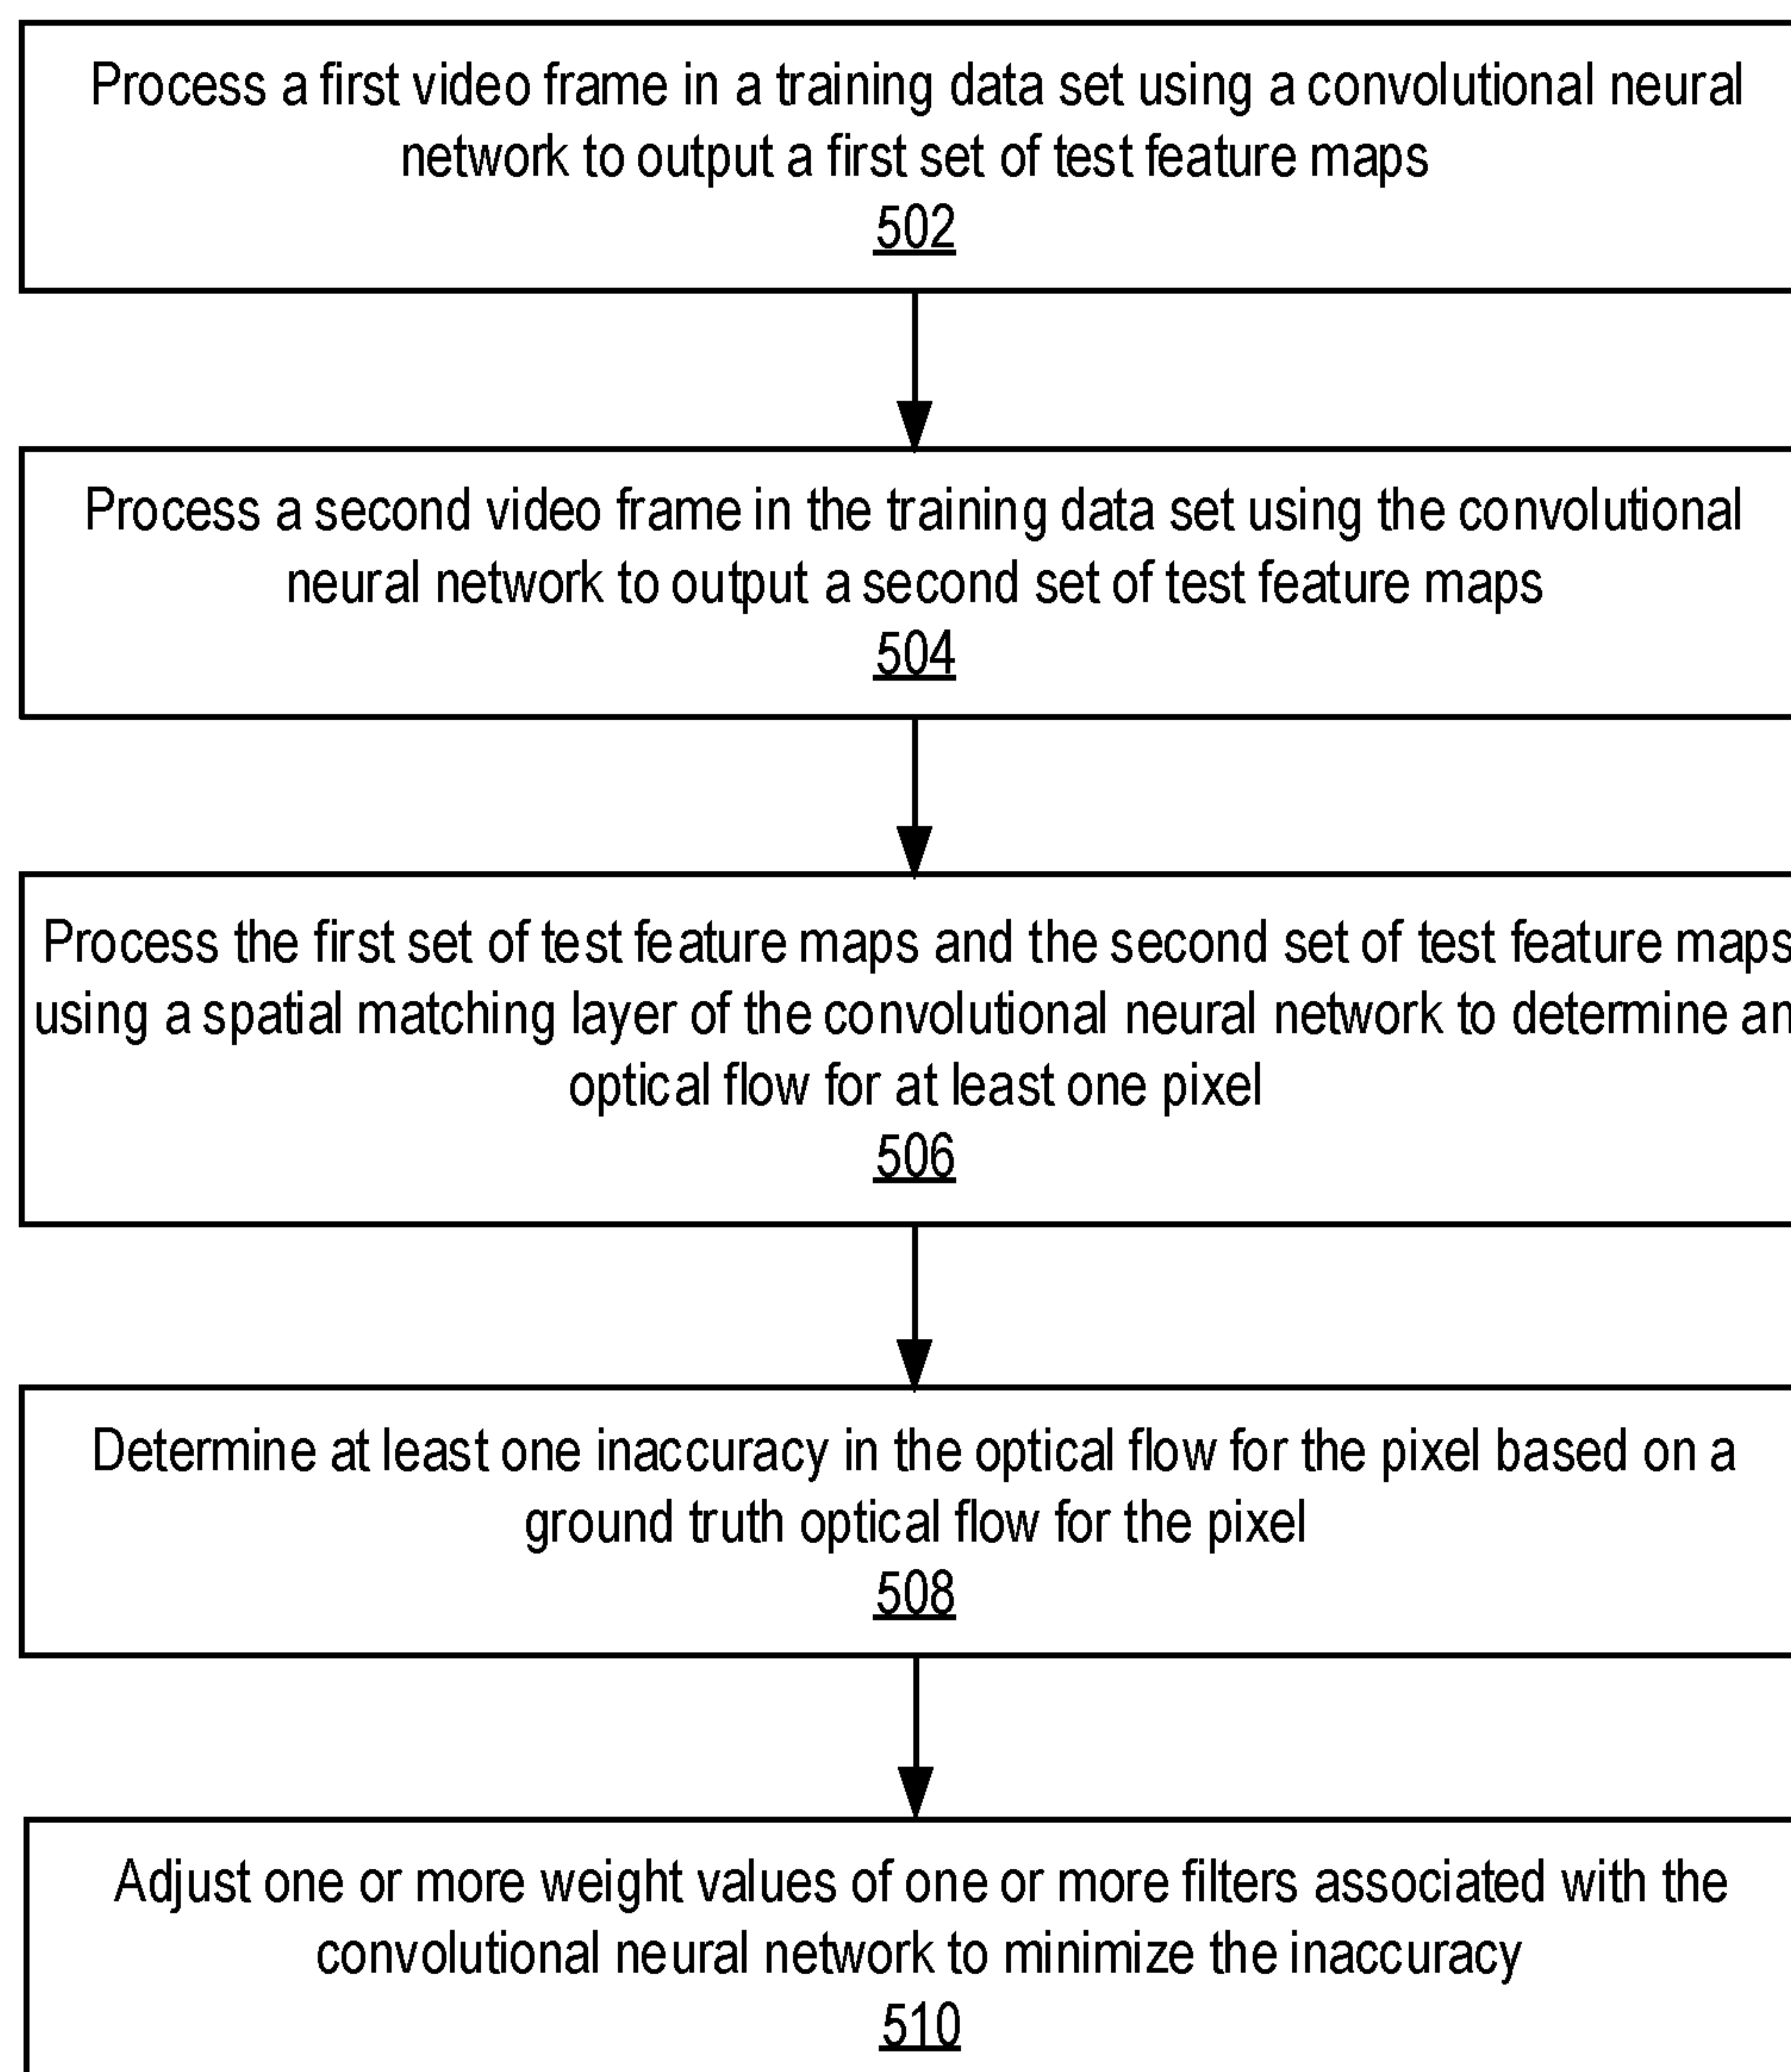 Process a first video frame in a training data set using a convolutional neural
network to output a first set of test feature maps
502
Process a second video frame in the training data set using the convolutional
neural network to output a second set of test feature maps
504
Process the first set of test feature maps and the second set of test feature maps
using a spatial matching layer of the convolutional neural network to determine an
optical flow for at least one pixel
506
Determine at least one inaccuracy in the optical flow for the pixel based on a
ground truth optical flow for the pixel
508
Adjust one or more weight values of one or more filters associated with the
convolutional neural network to minimize the inaccuracy
510